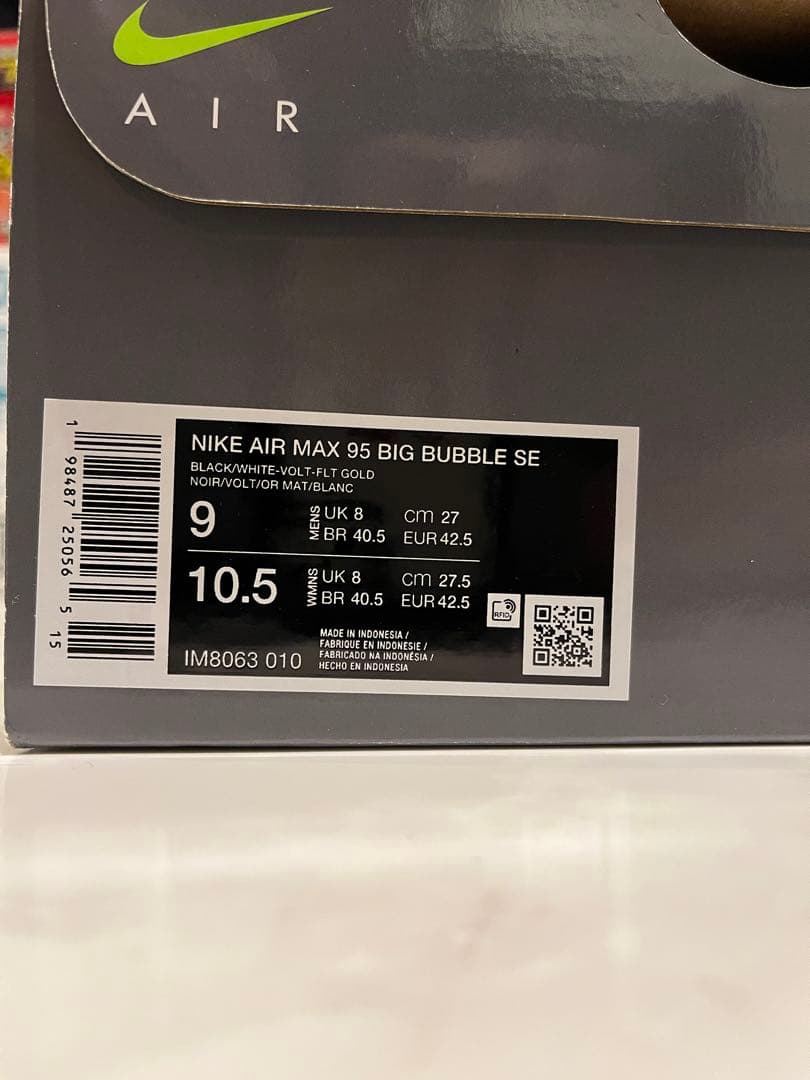 AIR
NIKE AIR MAX 95 BIG BUBBLE SE
BLACK/WHITE-VOLT-FLT GOLD
NOIR/VOLT/OR MAT/BLANC
9 MENS UK 8 cm 27
BR 40.5 EUR 42.5
10.5 WMNS UK 8 cm 27.5
BR 40.5 EUR 42.5
RFID
IM8063 010
MADE IN INDONESIA /
FABRIQUE EN INDONESIE /
FABRICADO NA INDONÉSIA /
HECHO EN INDONESIA
1 98487 25056 5 15